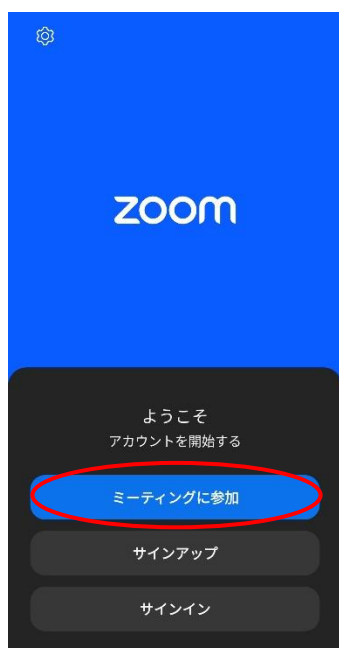 zoom
ようこそ
アカウントを開始する
ミーティングに参加
サインアップ
サインイン